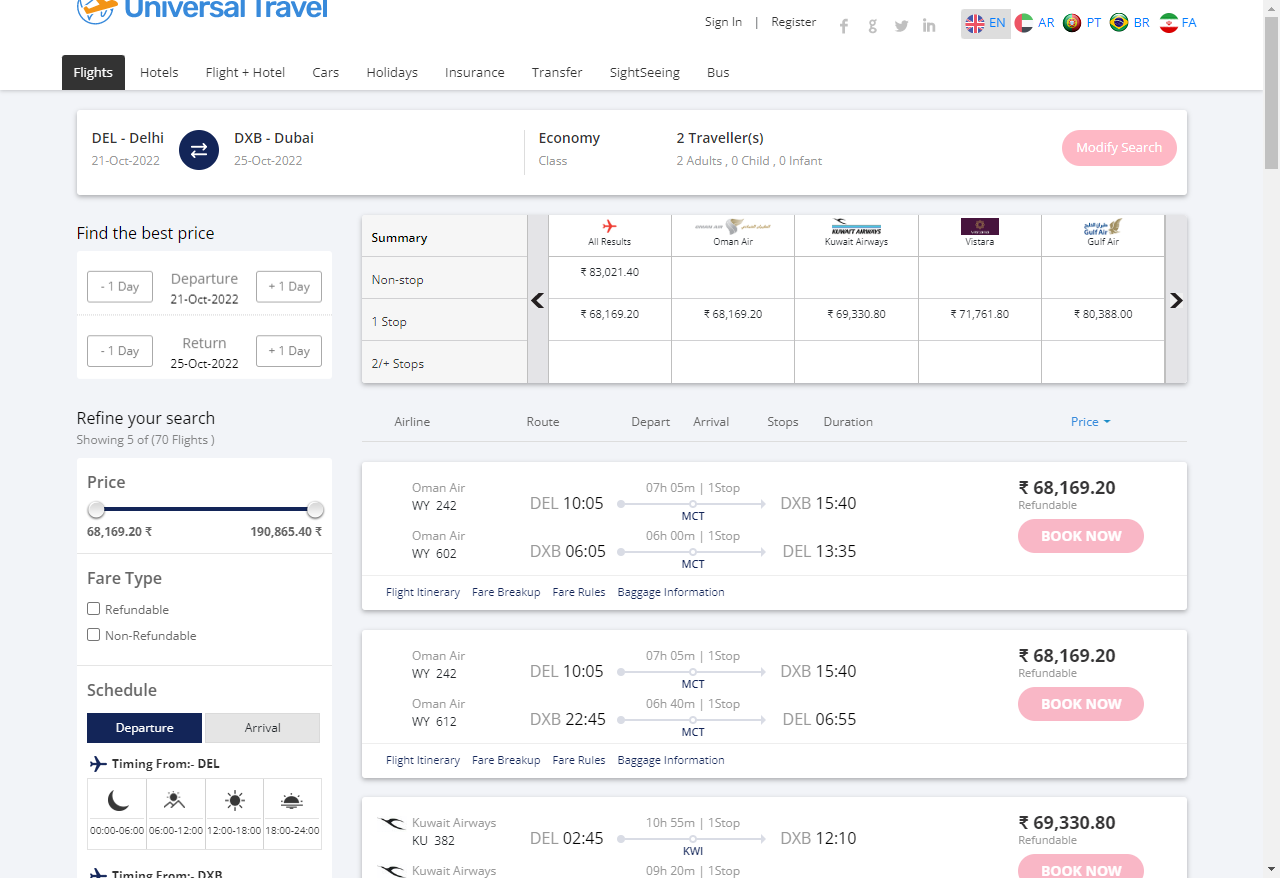 Universal Travel
Sign In | Register
EN AR PT BR FA
Flights Hotels Flight + Hotel Cars Holidays Insurance Transfer SightSeeing Bus
DEL - Delhi DXB - Dubai Economy 2 Traveller(s)
21-Oct-2022 25-Oct-2022 Class 2 Adults , 0 Child , 0 Infant
Modify Search
Find the best price
- 1 Day Departure + 1 Day
21-Oct-2022
- 1 Day Return + 1 Day
25-Oct-2022
Refine your search
Showing 5 of (70 Flights )
Price
68,169.20 ₹ 190,865.40 ₹
Fare Type
Refundable
Non-Refundable
Schedule
Departure Arrival
Timing From:- DEL
00:00-06:00 06:00-12:00 12:00-18:00 18:00-24:00
Timing From:- DXB
Summary All Results Oman Air Kuwait Airways Vistara Gulf Air
Non-stop ₹ 83,021.40
1 Stop ₹ 68,169.20 ₹ 68,169.20 ₹ 69,330.80 ₹ 71,761.80 ₹ 80,388.00
2/+ Stops
Airline Route Depart Arrival Stops Duration Price
Oman Air 07h 05m | 1Stop
WY 242 DEL 10:05 DXB 15:40
MCT
Oman Air 06h 00m | 1Stop
WY 602 DXB 06:05 DEL 13:35
MCT
₹ 68,169.20
Refundable
BOOK NOW
Flight Itinerary Fare Breakup Fare Rules Baggage Information
Oman Air 07h 05m | 1Stop
WY 242 DEL 10:05 DXB 15:40
MCT
Oman Air 06h 40m | 1Stop
WY 612 DXB 22:45 DEL 06:55
MCT
₹ 68,169.20
Refundable
BOOK NOW
Flight Itinerary Fare Breakup Fare Rules Baggage Information
Kuwait Airways 10h 55m | 1Stop
KU 382 DEL 02:45 DXB 12:10
KWI
Kuwait Airways 09h 20m | 1Stop
₹ 69,330.80
Refundable
BOOK NOW